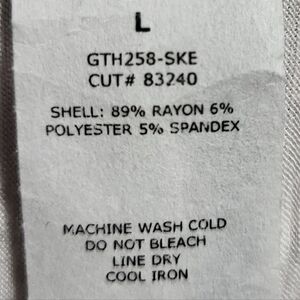 L
GTH258-SKE
CUT# 83240
SHELL: 89% RAYON 6%
POLYESTER 5% SPANDEX
MACHINE WASH COLD
DO NOT BLEACH
LINE DRY
COOL IRON